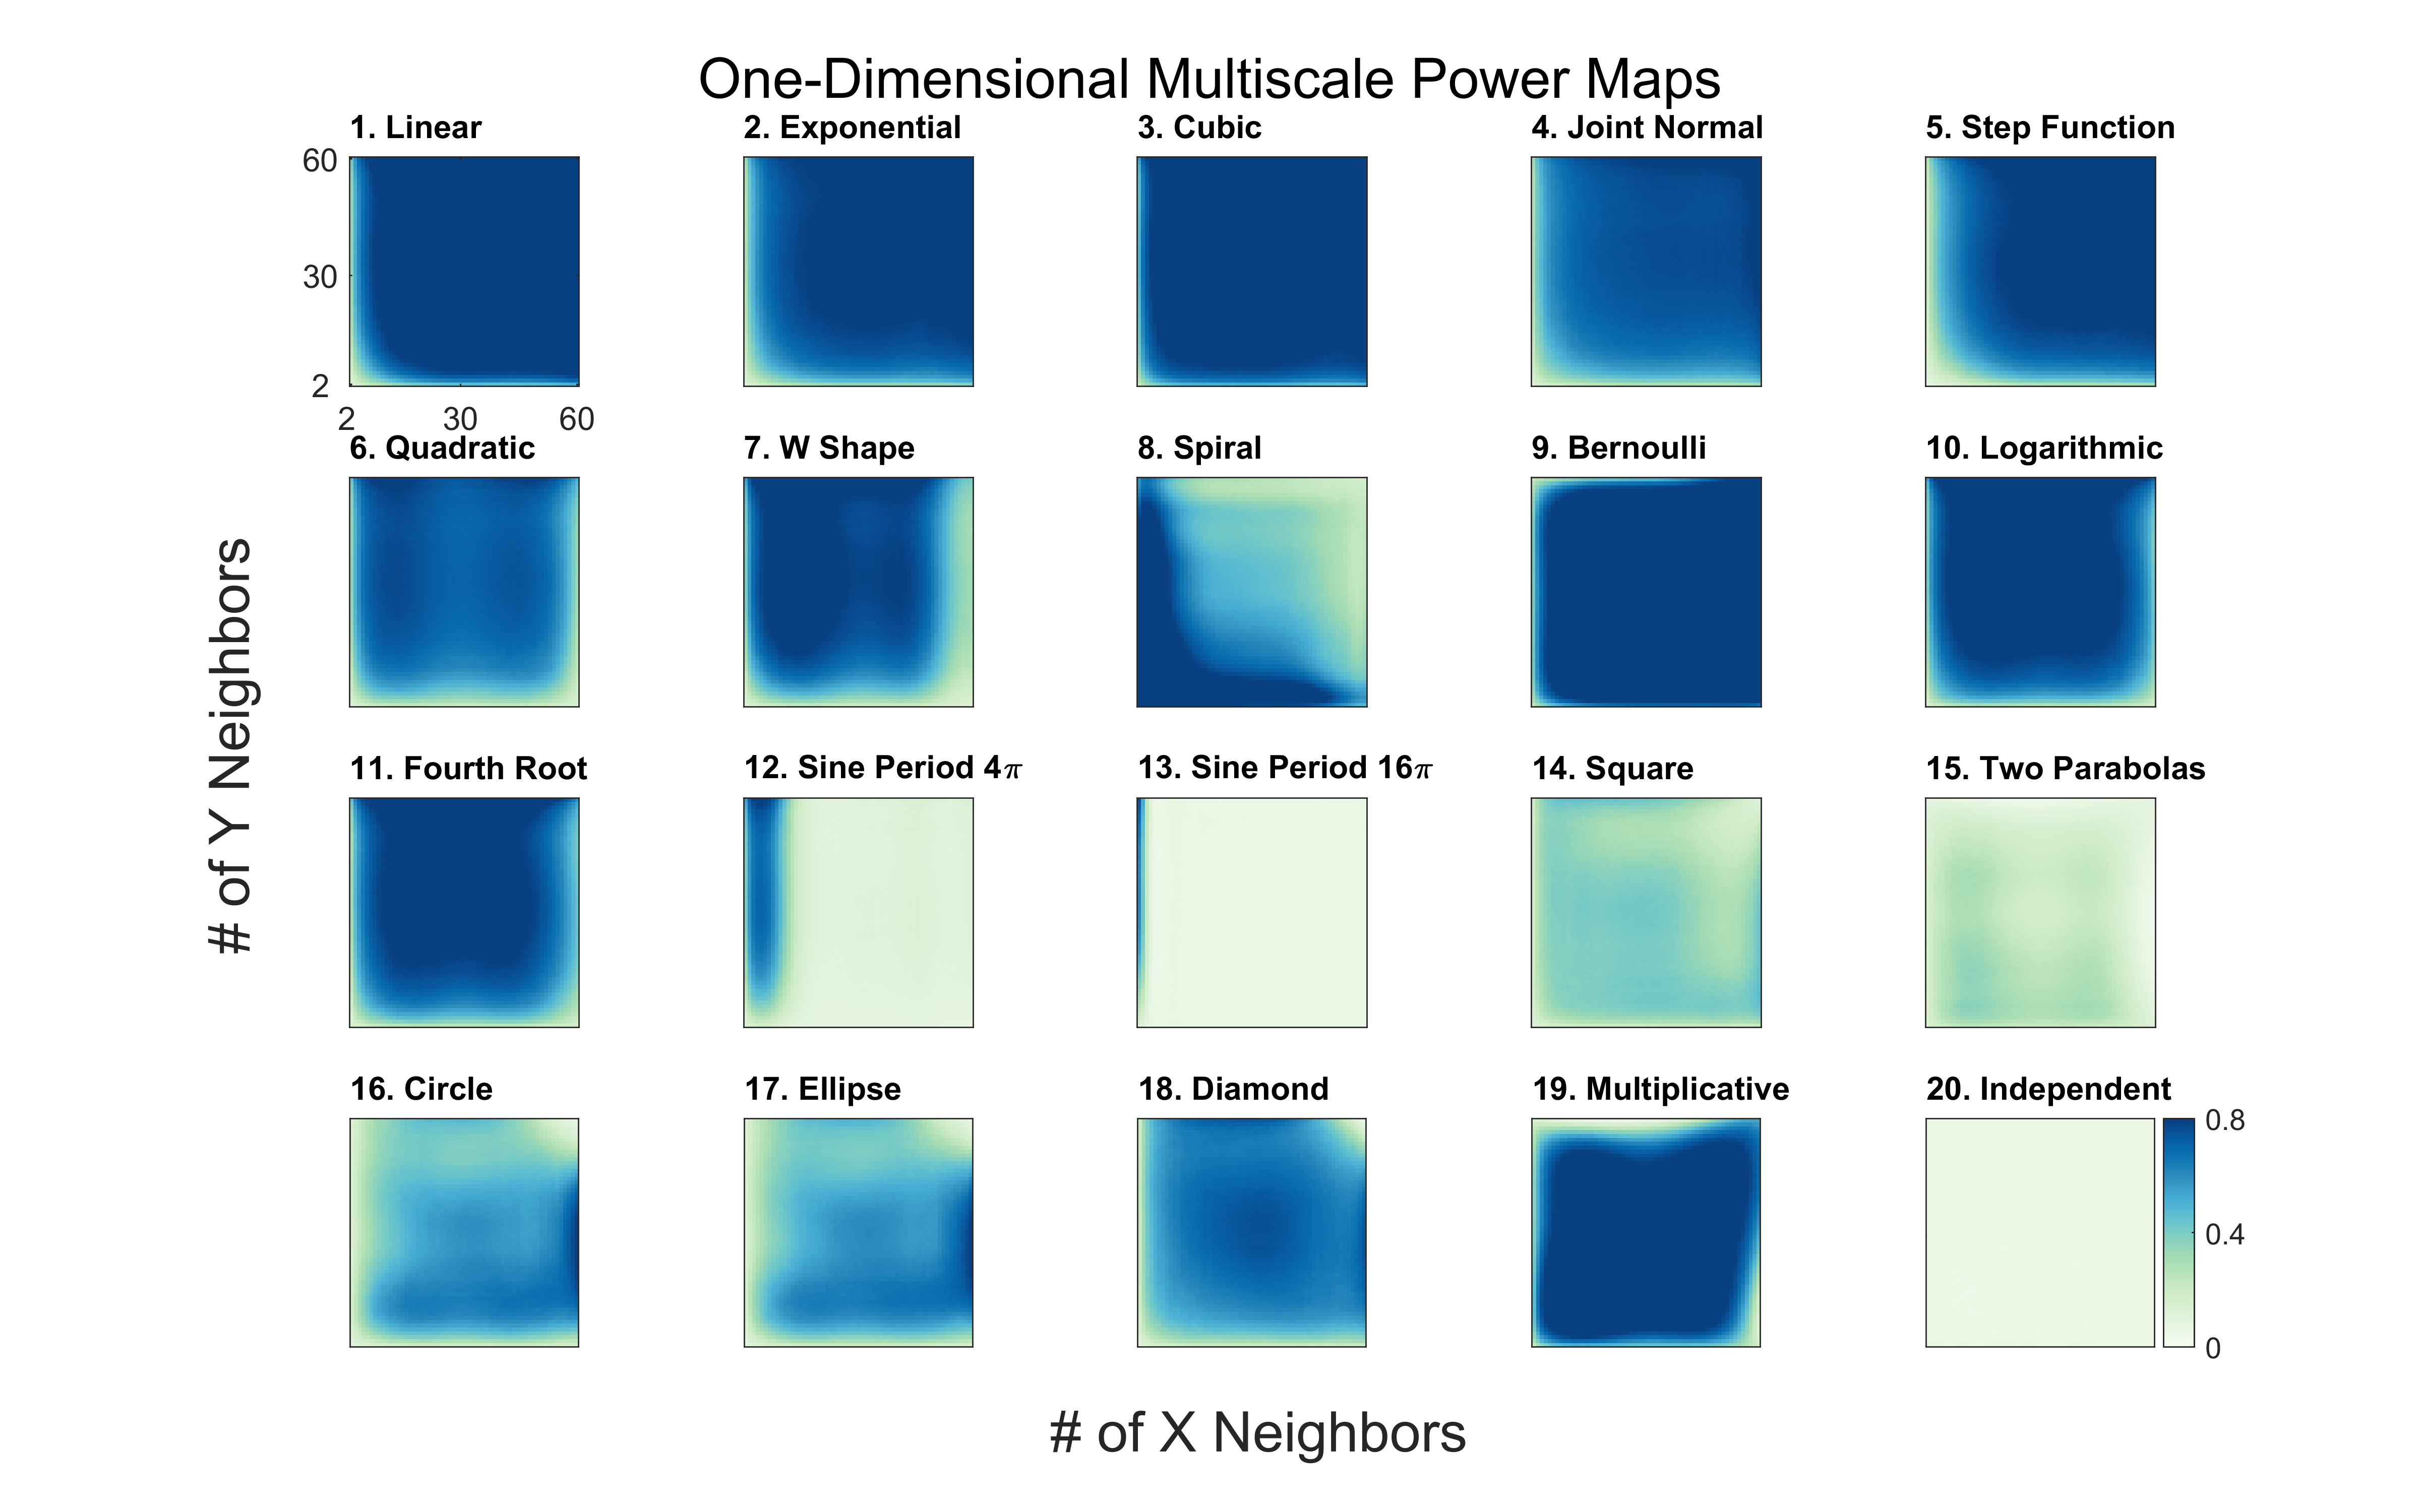 One-Dimensional Multiscale Power Maps
1. Linear
2. Exponential
3. Cubic
4. Joint Normal
5. Step Function
60
30
2
2 30 60
6. Quadratic
7. W Shape
8. Spiral
9. Bernoulli
10. Logarithmic
# of Y Neighbors
11. Fourth Root
12. Sine Period 4π
13. Sine Period 16π
14. Square
15. Two Parabolas
16. Circle
17. Ellipse
18. Diamond
19. Multiplicative
20. Independent
0.8
0.4
0
# of X Neighbors